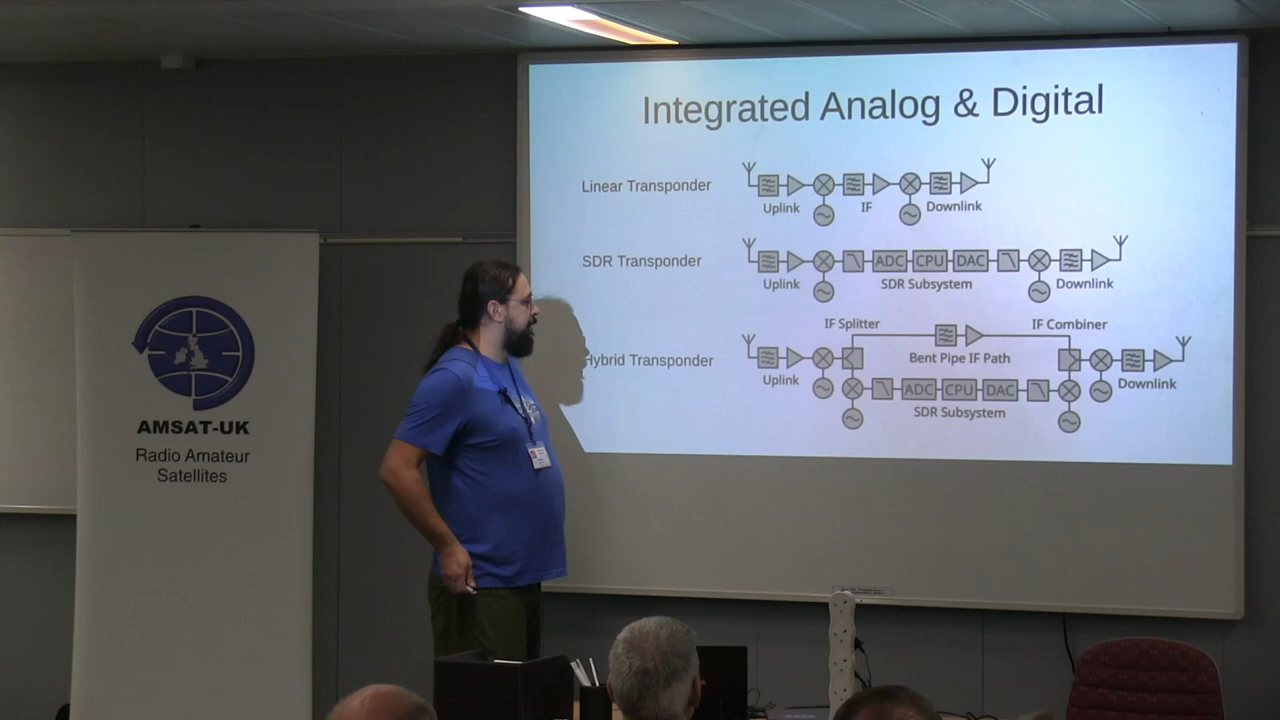 Integrated Analog & Digital
Linear Transponder
Uplink
IF
Downlink
SDR Transponder
ADC
CPU
DAC
Uplink
SDR Subsystem
Downlink
IF Splitter
IF Combiner
Hybrid Transponder
Bent Pipe IF Path
Uplink
Downlink
ADC
CPU
DAC
SDR Subsystem
AMSAT-UK
Radio Amateur
Satellites